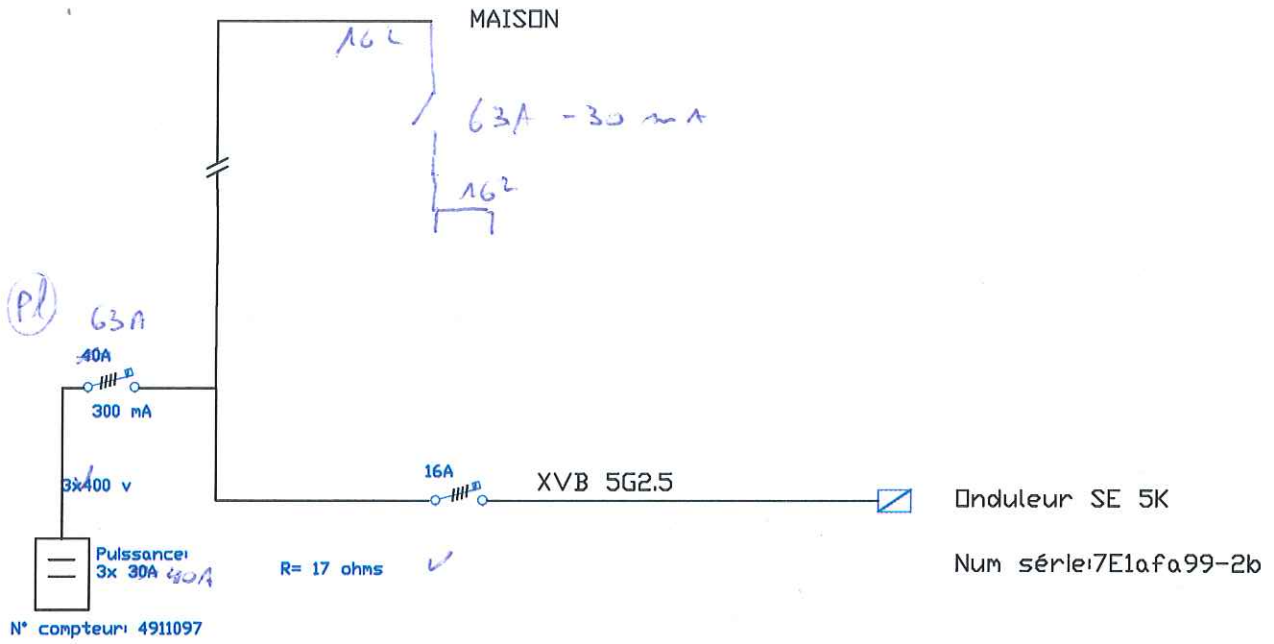 MAISON
16²
63A - 30 mA
16²
Pl
63A
40A
300 mA
3x400 v
16A
XVB 5G2.5
Onduleur SE 5K
Puissance:
3x 30A 40A
R= 17 ohms ✓
Num série:7E1afa99-2b
N° compteur: 4911097